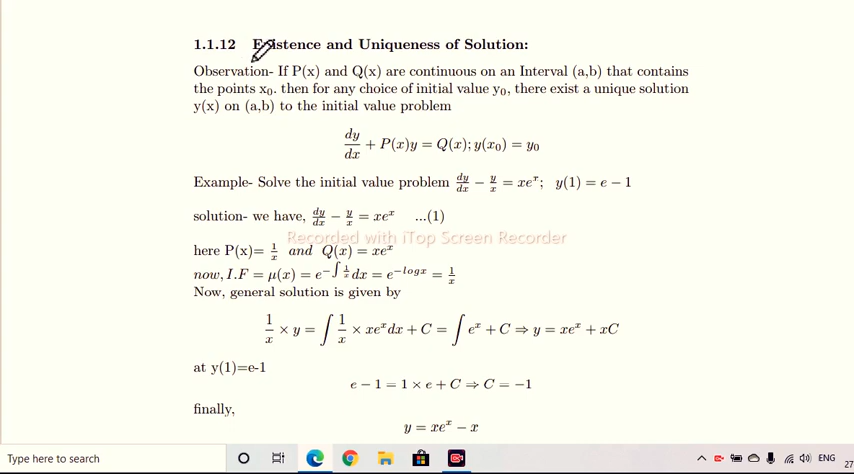 1.1.12 Existence and Uniqueness of Solution:
Observation- If P(x) and Q(x) are continuous on an Interval (a,b) that contains
the points x₀. then for any choice of initial value y₀, there exist a unique solution
y(x) on (a,b) to the initial value problem
dy/dx + P(x)y = Q(x); y(x₀) = y₀
Example- Solve the initial value problem dy/dx − y/x = xeˣ; y(1) = e − 1
solution- we have, dy/dx − y/x = xeˣ ...(1)
Recorded with iTop Screen Recorder
here P(x)= 1/x and Q(x) = xeˣ
now, I.F = μ(x) = e^(−∫ 1/x dx) = e^(−logx) = 1/x
Now, general solution is given by
1/x × y = ∫ 1/x × xeˣdx + C = ∫ eˣ + C ⇒ y = xeˣ + xC
at y(1)=e-1
e − 1 = 1 × e + C ⇒ C = −1
finally,
y = xeˣ − x
Type here to search
ENG
27